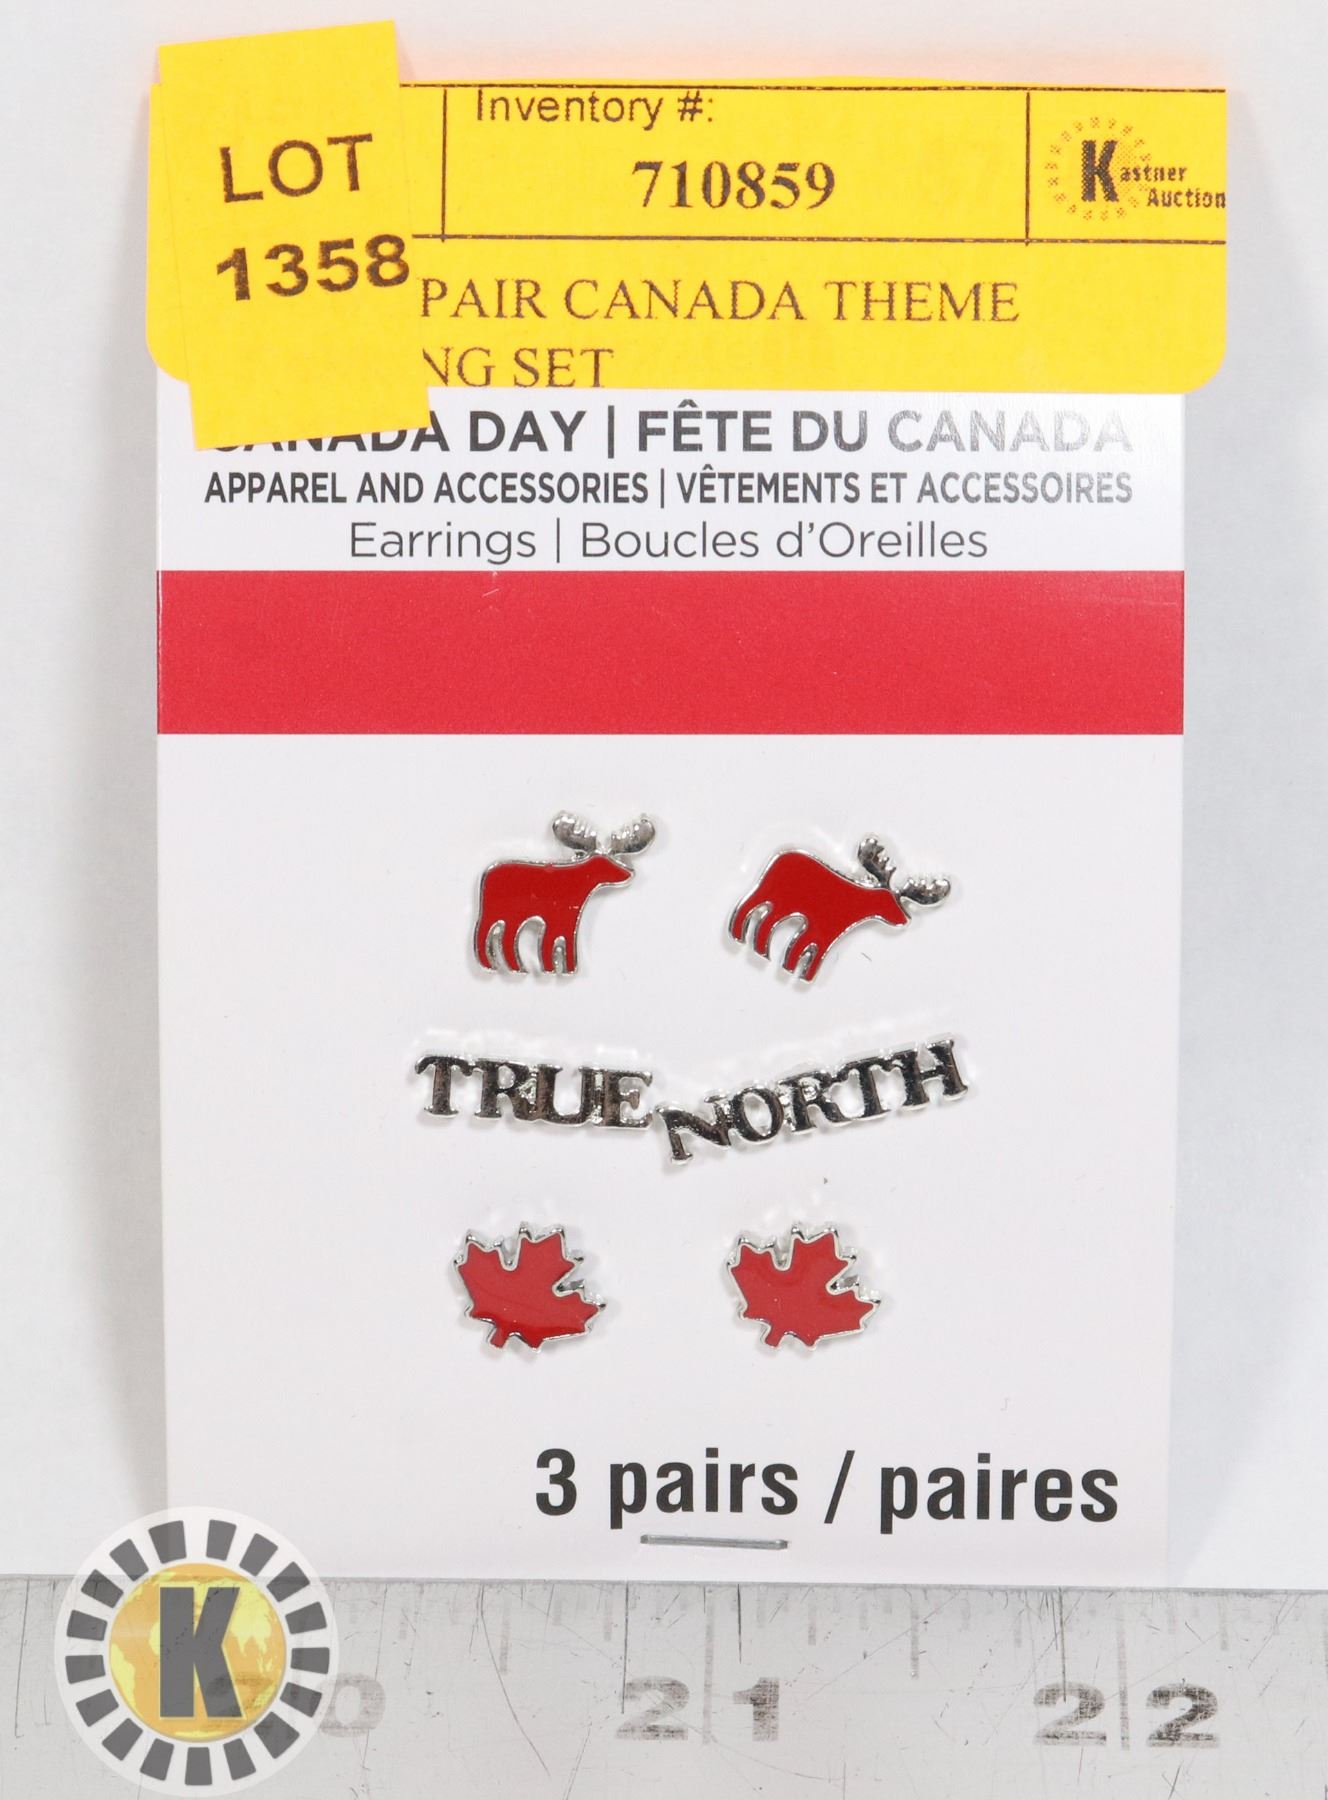 LOT
1358
Inventory #:
710859
Kastner
Auction
PAIR CANADA THEME
NG SET
CANADA DAY | FÊTE DU CANADA
APPAREL AND ACCESSORIES | VÊTEMENTS ET ACCESSOIRES
Earrings | Boucles d'Oreilles
TRUE NORTH
3 pairs / paires
K
20 21 22